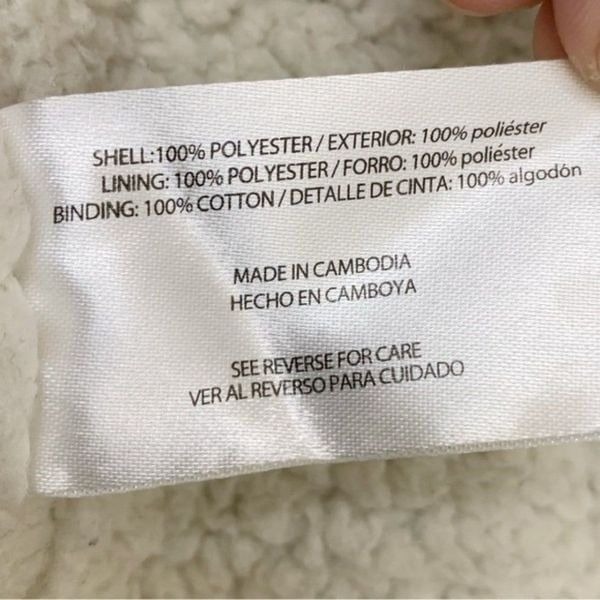 SHELL:100% POLYESTER / EXTERIOR: 100% poliéster
LINING: 100% POLYESTER / FORRO: 100% poliéster
BINDING: 100% COTTON / DETALLE DE CINTA: 100% algodón
MADE IN CAMBODIA
HECHO EN CAMBOYA
SEE REVERSE FOR CARE
VER AL REVERSO PARA CUIDADO